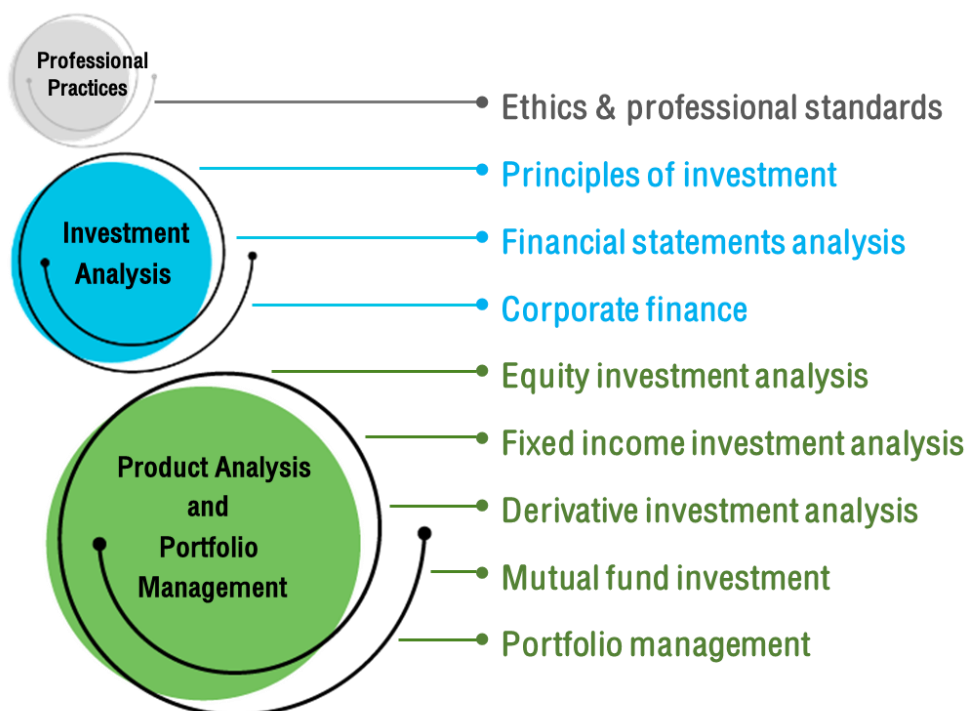 Professional
Practices
Ethics & professional standards
Investment
Analysis
Principles of investment
Financial statements analysis
Corporate finance
Product Analysis
and
Portfolio
Management
Equity investment analysis
Fixed income investment analysis
Derivative investment analysis
Mutual fund investment
Portfolio management